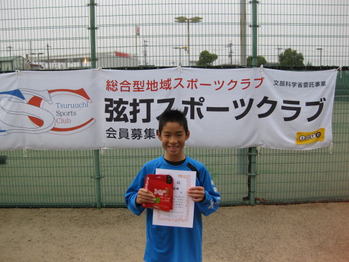 総合型地域スポーツクラブ
文部科学省委託事業
Tsuruuchi
Sports
Club
弦打スポーツクラブ
会員募集中